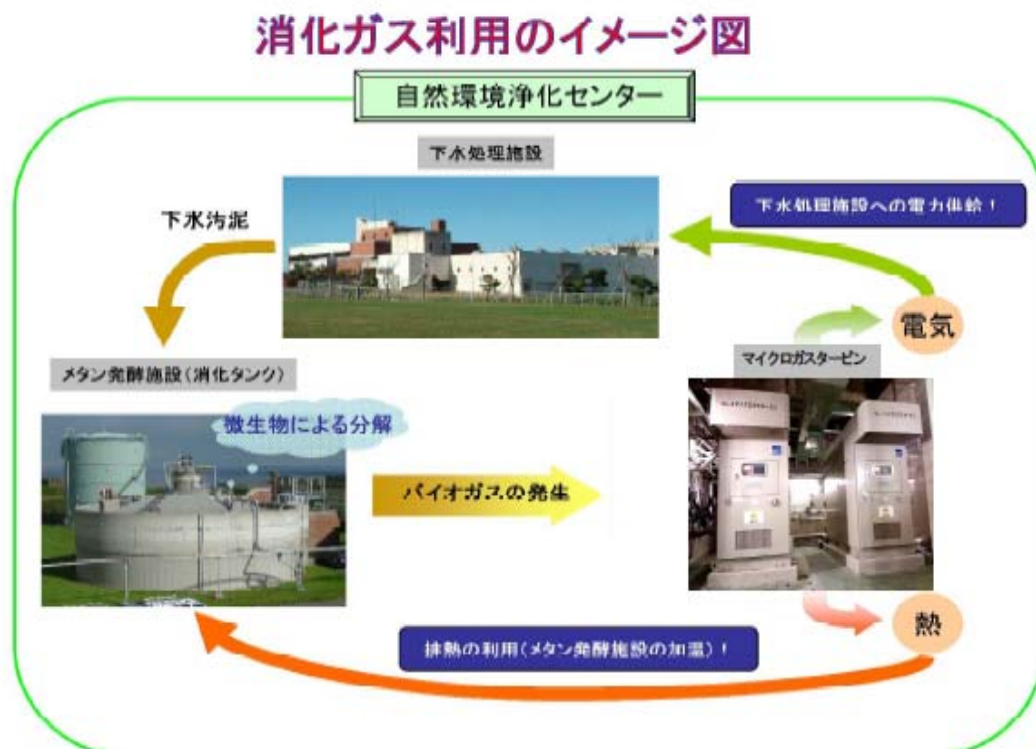 消化ガス利用のイメージ図
自然環境浄化センター
下水処理施設
下水処理施設への電力供給！
下水汚泥
電気
マイクロガスタービン
メタン発酵施設（消化タンク）
微生物による分解
バイオガスの発生
熱
排熱の利用（メタン発酵施設の加温）！